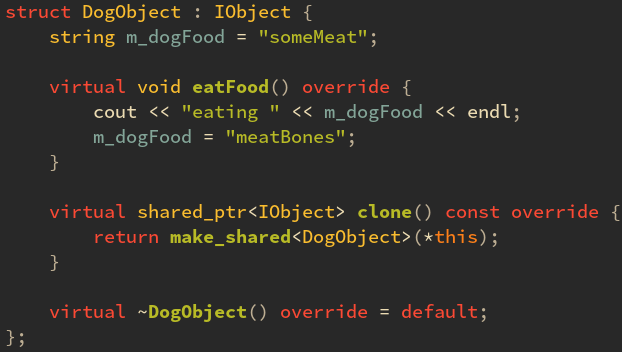 struct DogObject : IObject {
    string m_dogFood = "someMeat";

    virtual void eatFood() override {
        cout << "eating " << m_dogFood << endl;
        m_dogFood = "meatBones";
    }

    virtual shared_ptr<IObject> clone() const override {
        return make_shared<DogObject>(*this);
    }

    virtual ~DogObject() override = default;
};